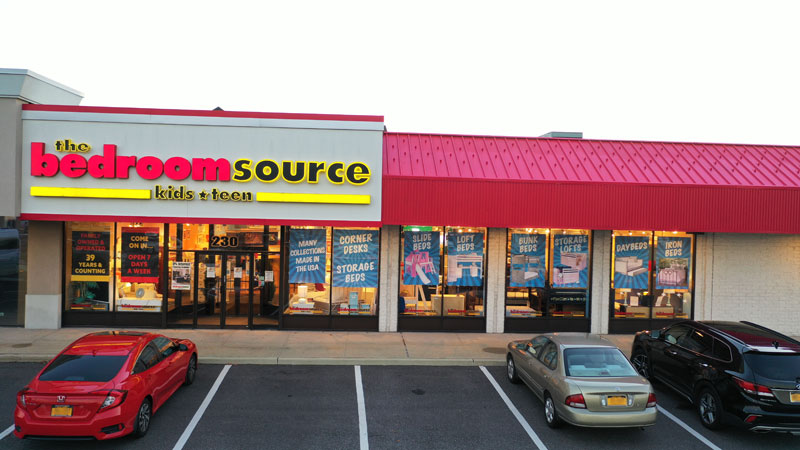 the
bedroomsource
kids★teen
230
FAMILY
OWNED &
OPERATED
39
YEARS &
COUNTING
COME
ON IN...
OPEN
7 DAYS
A WEEK
MANY
COLLECTIONS
MADE IN
THE USA
CORNER
DESKS
STORAGE
BEDS
SLIDE
BEDS
LOFT
BEDS
BUNK
BEDS
STORAGE
LOFTS
DAYBEDS
IRON
BEDS